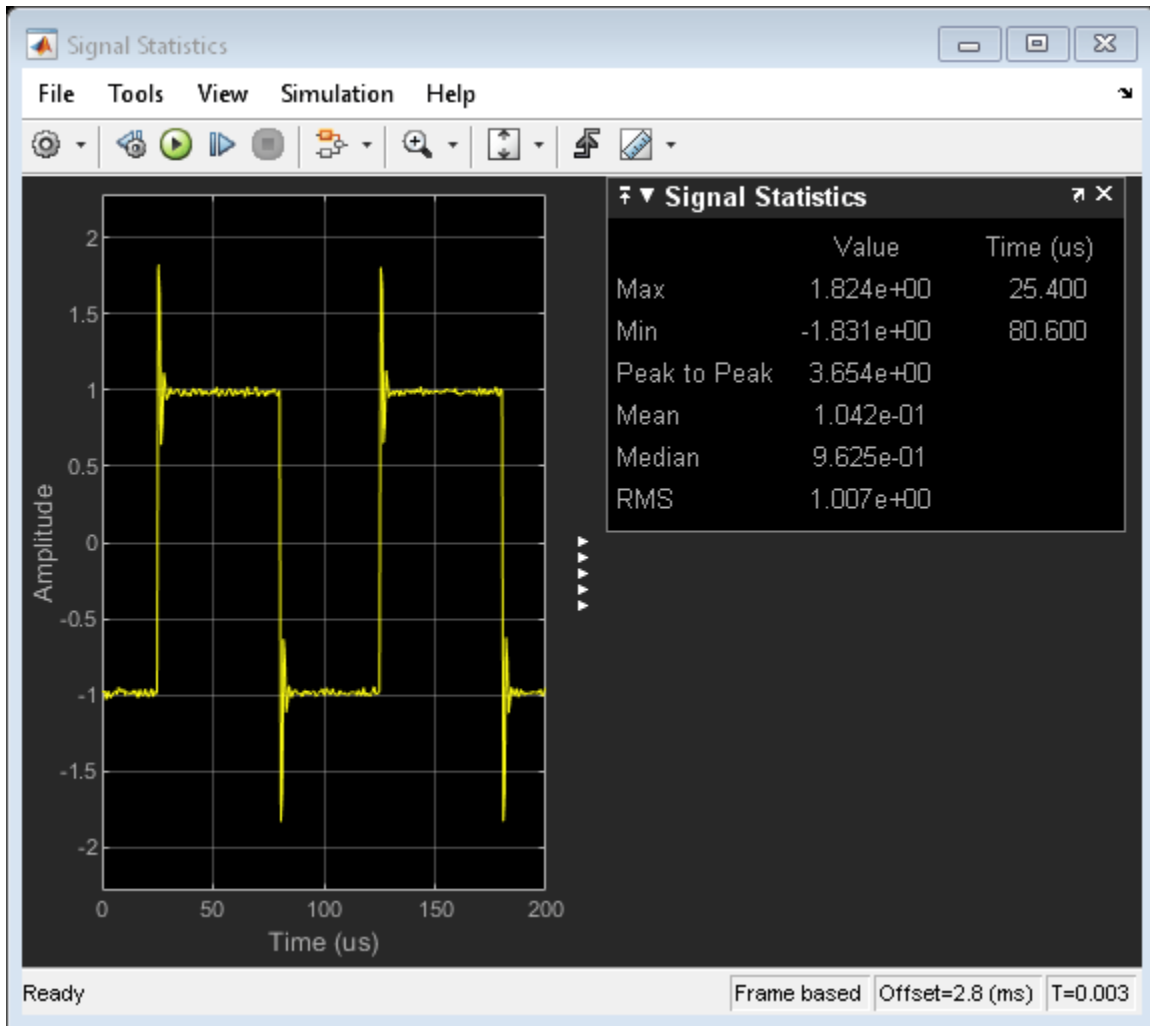 Signal Statistics
File Tools View Simulation Help
Signal Statistics
Value Time (us)
Max 1.824e+00 25.400
Min -1.831e+00 80.600
Peak to Peak 3.654e+00
Mean 1.042e-01
Median 9.625e-01
RMS 1.007e+00
2
1.5
1
0.5
0
-0.5
-1
-1.5
-2
Amplitude
0 50 100 150 200
Time (us)
Ready Frame based Offset=2.8 (ms) T=0.003